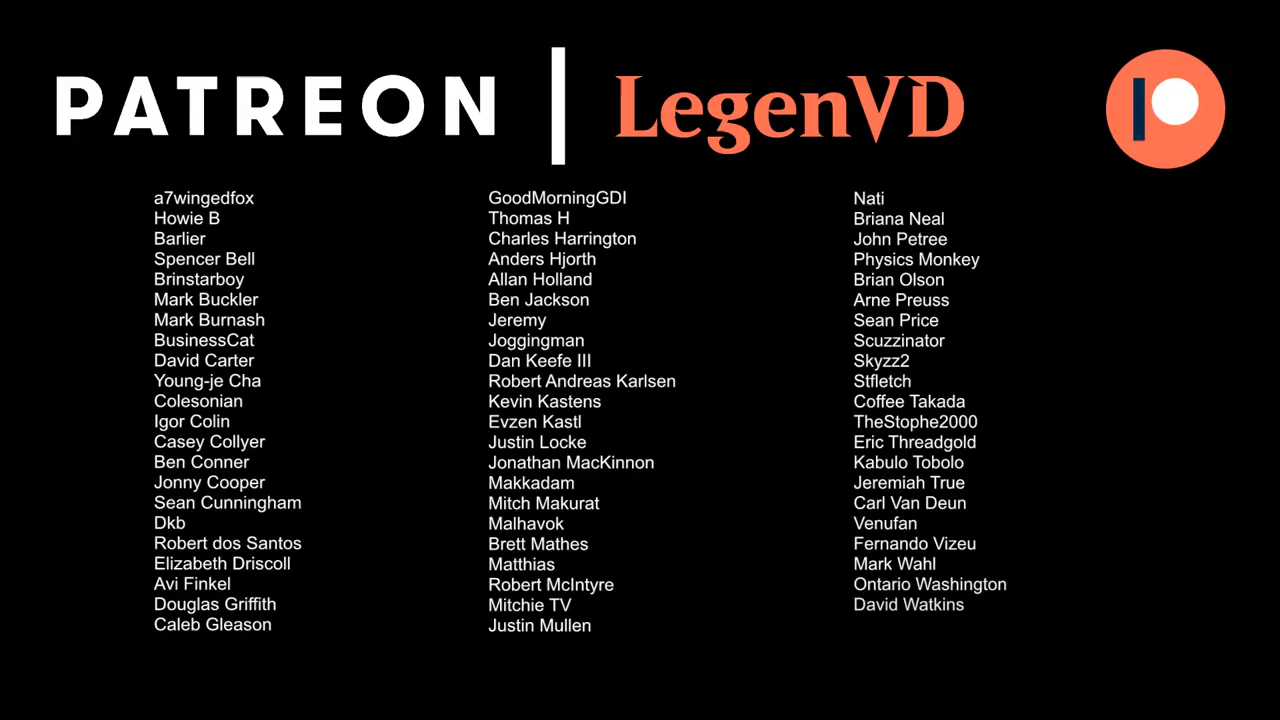 PATREON | LegenVD
a7wingedfox
Howie B
Barlier
Spencer Bell
Brinstarboy
Mark Buckler
Mark Burnash
BusinessCat
David Carter
Young-je Cha
Colesonian
Igor Colin
Casey Collyer
Ben Conner
Jonny Cooper
Sean Cunningham
Dkb
Robert dos Santos
Elizabeth Driscoll
Avi Finkel
Douglas Griffith
Caleb Gleason
GoodMorningGDI
Thomas H
Charles Harrington
Anders Hjorth
Allan Holland
Ben Jackson
Jeremy
Joggingman
Dan Keefe III
Robert Andreas Karlsen
Kevin Kastens
Evzen Kastl
Justin Locke
Jonathan MacKinnon
Makkadam
Mitch Makurat
Malhavok
Brett Mathes
Matthias
Robert McIntyre
Mitchie TV
Justin Mullen
Nati
Briana Neal
John Petree
Physics Monkey
Brian Olson
Arne Preuss
Sean Price
Scuzzinator
Skyzz2
Stfletch
Coffee Takada
TheStophe2000
Eric Threadgold
Kabulo Tobolo
Jeremiah True
Carl Van Deun
Venufan
Fernando Vizeu
Mark Wahl
Ontario Washington
David Watkins